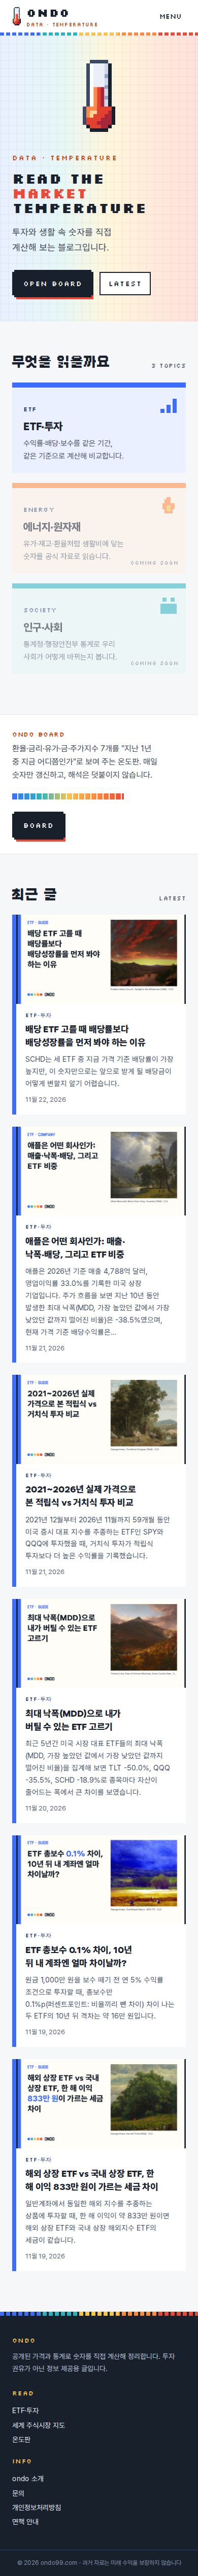 ONDO
DATA · TEMPERATURE
MENU
DATA · TEMPERATURE
READ THE
MARKET
TEMPERATURE
투자와 생활 속 숫자를 직접
계산해 보는 블로그입니다.
OPEN BOARD
LATEST
무엇을 읽을까요
3 TOPICS
ETF
ETF·투자
수익률·배당·보수를 같은 기간,
같은 기준으로 계산해 비교합니다.
ENERGY
에너지·원자재
유가·재고·환율처럼 생활비에 닿는
숫자를 공식 자료로 읽습니다.
COMING SOON
SOCIETY
인구·사회
통계청·행정안전부 통계로 우리
사회가 어떻게 바뀌는지 봅니다.
COMING SOON
ONDO BOARD
환율·금리·유가·금·주가지수 7개를 "지난 1년
중 지금 어디쯤인가"로 보여 주는 온도판. 매일
숫자만 갱신하고, 해석은 덧붙이지 않습니다.
BOARD
최근 글
LATEST
ETF · GUIDE
배당 ETF 고를 때
배당률보다
배당성장률을 먼저 봐야
하는 이유
ONDO
ETF·투자
배당 ETF 고를 때 배당률보다
배당성장률을 먼저 봐야 하는 이유
SCHD는 세 ETF 중 지금 가격 기준 배당률이 가장
높지만, 이 숫자만으로는 앞으로 받게 될 배당금이
어떻게 변할지 알기 어렵습니다.
11월 22, 2026
ETF · COMPANY
애플은 어떤 회사인가:
매출·낙폭·배당, 그리고
ETF 비중
ONDO
ETF·투자
애플은 어떤 회사인가: 매출·
낙폭·배당, 그리고 ETF 비중
애플은 2026년 기준 매출 4,788억 달러,
영업이익률 33.0%를 기록한 미국 상장
기업입니다. 주가 흐름을 보면 지난 10년 동안
발생한 최대 낙폭(MDD, 가장 높았던 값에서 가장
낮았던 값까지 떨어진 비율)은 -38.5%였으며,
현재 가격 기준 배당수익률은...
11월 21, 2026
ETF · GUIDE
2021~2026년 실제
가격으로 본 적립식 vs
거치식 투자 비교
ONDO
ETF·투자
2021~2026년 실제 가격으로
본 적립식 vs 거치식 투자 비교
2021년 12월부터 2026년 11월까지 59개월 동안
미국 증시 대표 지수를 추종하는 ETF인 SPY와
QQQ에 투자했을 때, 거치식 투자가 적립식
투자보다 더 높은 수익률을 기록했습니다.
11월 21, 2026
ETF · GUIDE
최대 낙폭(MDD)으로
내가 버틸 수 있는 ETF
고르기
ONDO
ETF·투자
최대 낙폭(MDD)으로 내가
버틸 수 있는 ETF 고르기
최근 5년간 미국 시장 대표 ETF들의 최대 낙폭
(MDD, 가장 높았던 값에서 가장 낮았던 값까지
떨어진 비율)을 집계해 보면 TLT -50.0%, QQQ
-35.5%, SCHD -18.9%로 종목마다 자산이
줄어드는 폭에서 큰 차이를 보였습니다.
11월 20, 2026
ETF · GUIDE
ETF 총보수 0.1% 차이,
10년 뒤 내 계좌엔 얼마
차이날까?
ONDO
ETF·투자
ETF 총보수 0.1% 차이, 10년
뒤 내 계좌엔 얼마 차이날까?
원금 1,000만 원을 보수 떼기 전 연 5% 수익률
조건으로 투자할 때, 총보수
0.1%p(퍼센트포인트: 비율끼리 뺀 차이) 차이 나는
두 ETF의 10년 뒤 격차는 약 16만 원입니다.
11월 19, 2026
ETF · GUIDE
해외 상장 ETF vs 국내
상장 ETF, 한 해 이익
833만 원이 가르는 세금
차이
ONDO
ETF·투자
해외 상장 ETF vs 국내 상장 ETF, 한
해 이익 833만 원이 가르는 세금 차이
일반계좌에서 동일한 해외 지수를 추종하는
상품에 투자할 때, 한 해 이익이 약 833만 원이면
해외 상장 ETF와 국내 상장 해외지수 ETF의
세금이 같습니다.
11월 19, 2026
ONDO
공개된 가격과 통계로 숫자를 직접 계산해 정리합니다. 투자
권유가 아닌 정보 제공용 글입니다.
READ
ETF·투자
세계 주식시장 지도
온도판
INFO
ondo 소개
문의
개인정보처리방침
면책 안내
© 2026 ondo99.com · 과거 자료는 미래 수익을 보장하지 않습니다